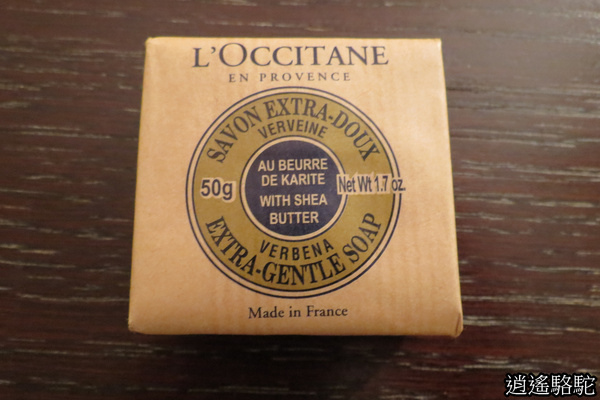 L'OCCITANE
EN PROVENCE
SAVON EXTRA-DOUX
VERVEINE
50g
AU BEURRE
DE KARITE
WITH SHEA
BUTTER
Net Wt 1.7 oz.
VERBENA
EXTRA-GENTLE SOAP
Made in France
逍遙駱駝